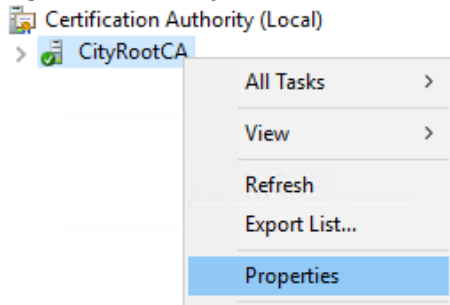 Certification Authority (Local)
CityRootCA
All Tasks
View
Refresh
Export List...
Properties